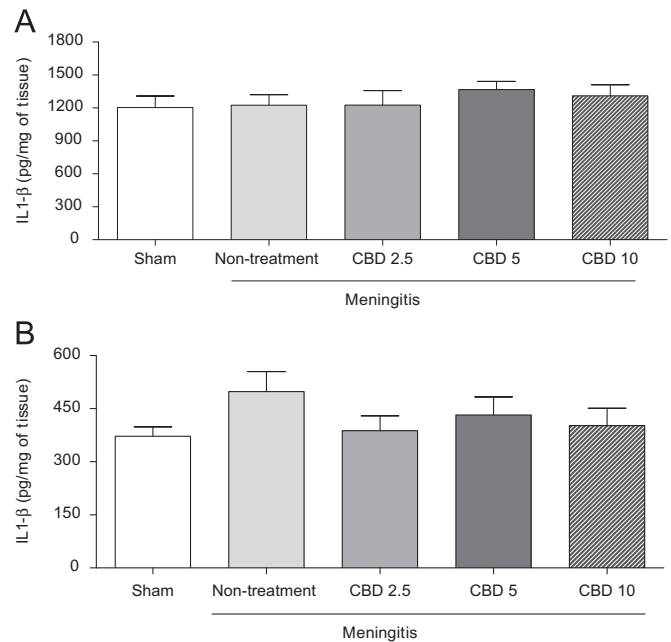 A
IL1-β (pg/mg of tissue)
1800
1500
1200
900
600
300
0
Sham Non-treatment CBD 2.5 CBD 5 CBD 10
Meningitis
B
IL1-β (pg/mg of tissue)
600
450
300
150
0
Sham Non-treatment CBD 2.5 CBD 5 CBD 10
Meningitis